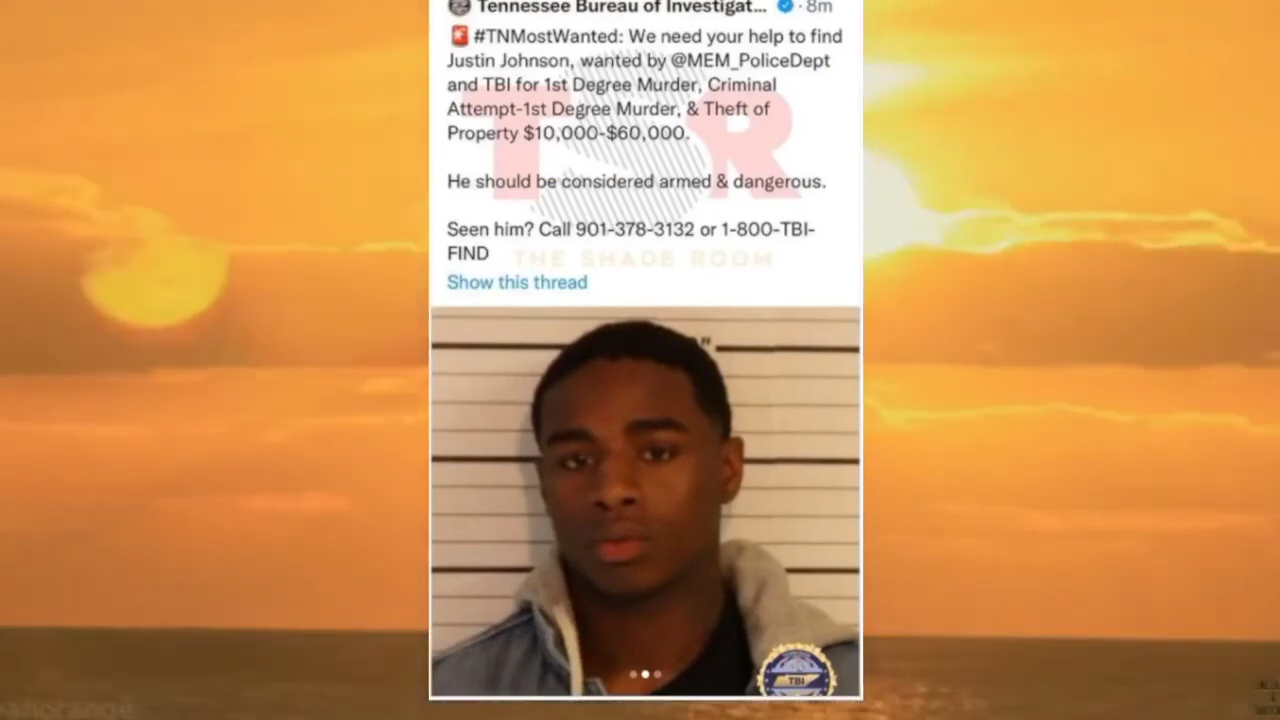 Tennessee Bureau of Investigat... · 8m
🚨 #TNMostWanted: We need your help to find
Justin Johnson, wanted by @MEM_PoliceDept
and TBI for 1st Degree Murder, Criminal
Attempt-1st Degree Murder, & Theft of
Property $10,000-$60,000.
He should be considered armed & dangerous.
Seen him? Call 901-378-3132 or 1-800-TBI-
FIND
Show this thread
TSR
THE SHADE ROOM
TBI